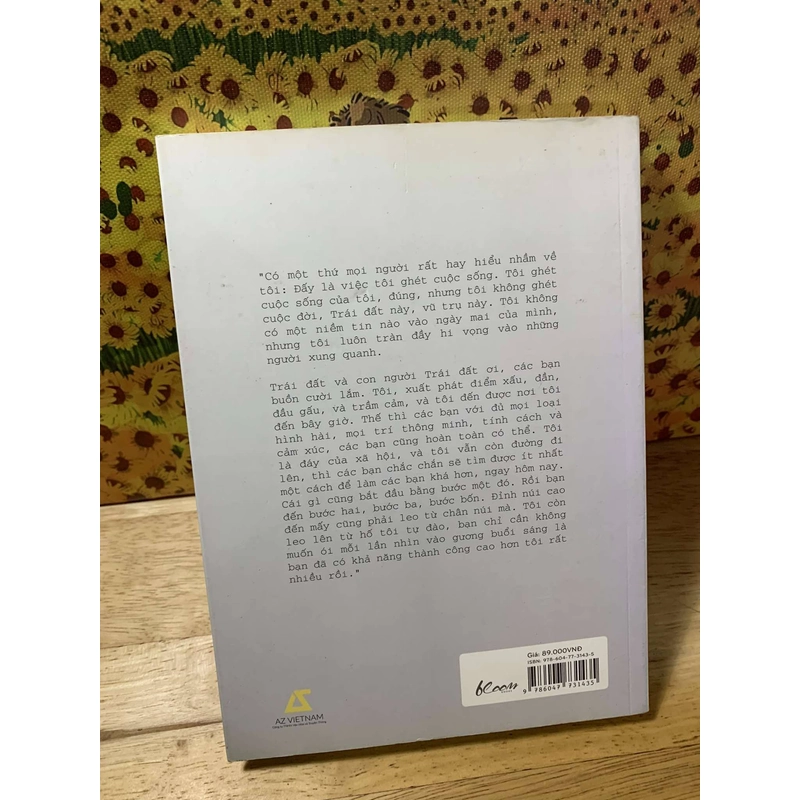 "Có một thứ mọi người rất hay hiểu nhầm về
tôi: Đấy là việc tôi ghét cuộc sống. Tôi ghét
cuộc sống của tôi, đúng, nhưng tôi không ghét
cuộc đời, Trái đất này, vũ trụ này. Tôi không
có một niềm tin nào vào ngày mai của mình,
nhưng tôi luôn tràn đầy hi vọng vào những
người xung quanh.
Trái đất và con người Trái đất ơi, các bạn
buồn cười lắm. Tôi, xuất phát điểm xấu, đần,
đầu gấu, và trầm cảm, và tôi đến được nơi tôi
đến bây giờ. Thế thì các bạn với đủ mọi loại
hình hài, mọi trí thông minh, tính cách và
cảm xúc, các bạn cũng hoàn toàn có thể. Tôi
là đáy của xã hội, và tôi vẫn còn đường đi
lên, thì các bạn chắc chắn sẽ tìm được ít nhất
một cách để làm các bạn khá hơn, ngay hôm nay.
Cái gì cũng bắt đầu bằng bước một đó. Rồi bạn
đến bước hai, bước ba, bước bốn. Đỉnh núi cao
đến mấy cũng phải leo từ chân núi mà. Tôi còn
leo lên từ hố tôi tự đào, bạn chỉ cần không
muốn ói mỗi lần nhìn vào gương buổi sáng là
bạn đã có khả năng thành công cao hơn tôi rất
nhiều rồi."
Giá: 89.000VNĐ
ISBN: 978-604-77-3143-5
bloom
9 786047 731435
AZ VIETNAM